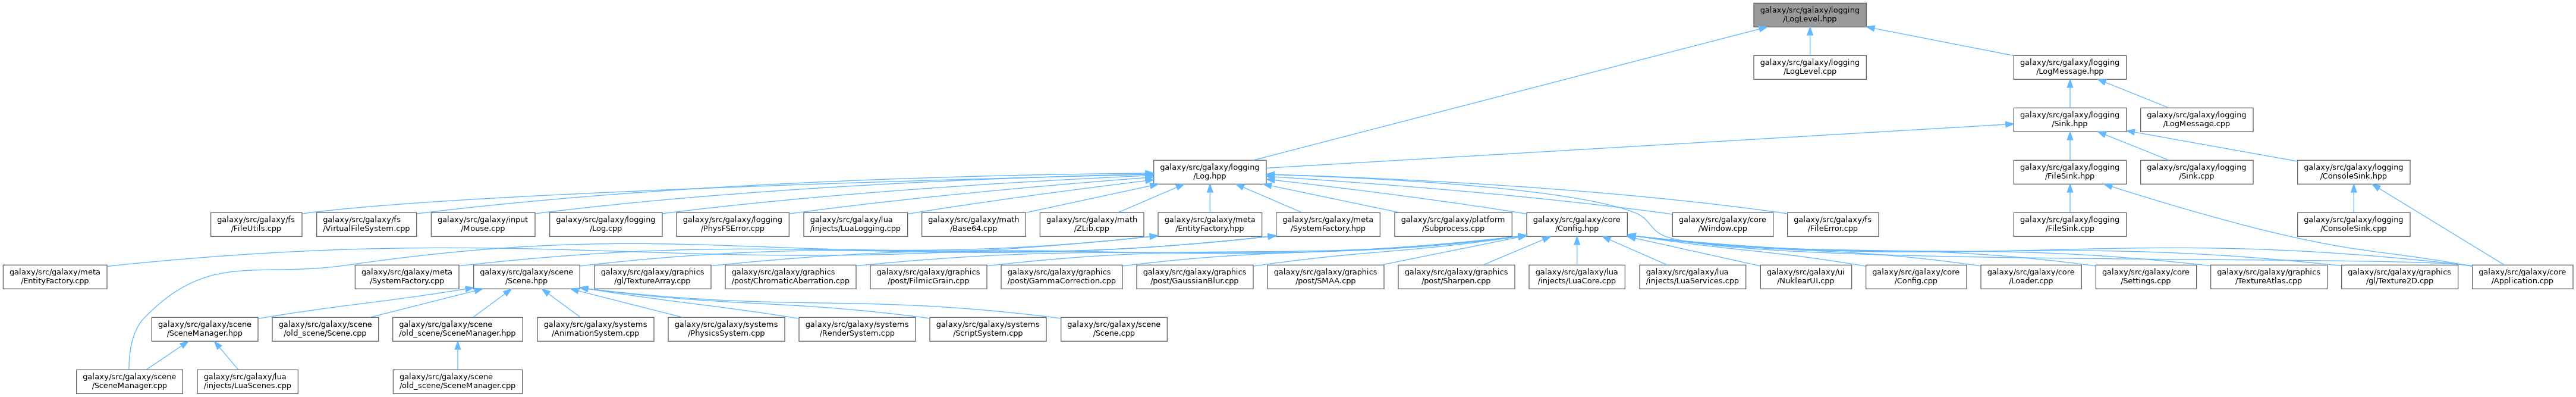 galaxy/src/galaxy/logging
/LogLevel.hpp
galaxy/src/galaxy/logging
/LogLevel.cpp
galaxy/src/galaxy/logging
/LogMessage.hpp
galaxy/src/galaxy/logging
/Sink.hpp
galaxy/src/galaxy/logging
/LogMessage.cpp
galaxy/src/galaxy/logging
/Log.hpp
galaxy/src/galaxy/logging
/FileSink.hpp
galaxy/src/galaxy/logging
/Sink.cpp
galaxy/src/galaxy/logging
/ConsoleSink.hpp
galaxy/src/galaxy/fs
/FileUtils.cpp
galaxy/src/galaxy/fs
/VirtualFileSystem.cpp
galaxy/src/galaxy/input
/Mouse.cpp
galaxy/src/galaxy/logging
/Log.cpp
galaxy/src/galaxy/logging
/PhysFSError.cpp
galaxy/src/galaxy/lua
/injects/LuaLogging.cpp
galaxy/src/galaxy/math
/Base64.cpp
galaxy/src/galaxy/math
/ZLib.cpp
galaxy/src/galaxy/meta
/EntityFactory.hpp
galaxy/src/galaxy/meta
/SystemFactory.hpp
galaxy/src/galaxy/platform
/Subprocess.cpp
galaxy/src/galaxy/core
/Config.hpp
galaxy/src/galaxy/core
/Window.cpp
galaxy/src/galaxy/fs
/FileError.cpp
galaxy/src/galaxy/logging
/FileSink.cpp
galaxy/src/galaxy/logging
/ConsoleSink.cpp
galaxy/src/galaxy/meta
/EntityFactory.cpp
galaxy/src/galaxy/meta
/SystemFactory.cpp
galaxy/src/galaxy/scene
/Scene.hpp
galaxy/src/galaxy/graphics
/gl/TextureArray.cpp
galaxy/src/galaxy/graphics
/post/ChromaticAberration.cpp
galaxy/src/galaxy/graphics
/post/FilmicGrain.cpp
galaxy/src/galaxy/graphics
/post/GammaCorrection.cpp
galaxy/src/galaxy/graphics
/post/GaussianBlur.cpp
galaxy/src/galaxy/graphics
/post/SMAA.cpp
galaxy/src/galaxy/graphics
/post/Sharpen.cpp
galaxy/src/galaxy/lua
/injects/LuaCore.cpp
galaxy/src/galaxy/lua
/injects/LuaServices.cpp
galaxy/src/galaxy/ui
/NuklearUI.cpp
galaxy/src/galaxy/core
/Config.cpp
galaxy/src/galaxy/core
/Loader.cpp
galaxy/src/galaxy/core
/Settings.cpp
galaxy/src/galaxy/graphics
/TextureAtlas.cpp
galaxy/src/galaxy/graphics
/gl/Texture2D.cpp
galaxy/src/galaxy/core
/Application.cpp
galaxy/src/galaxy/scene
/SceneManager.hpp
galaxy/src/galaxy/scene
/old_scene/Scene.cpp
galaxy/src/galaxy/scene
/old_scene/SceneManager.hpp
galaxy/src/galaxy/systems
/AnimationSystem.cpp
galaxy/src/galaxy/systems
/PhysicsSystem.cpp
galaxy/src/galaxy/systems
/RenderSystem.cpp
galaxy/src/galaxy/systems
/ScriptSystem.cpp
galaxy/src/galaxy/scene
/Scene.cpp
galaxy/src/galaxy/scene
/SceneManager.cpp
galaxy/src/galaxy/lua
/injects/LuaScenes.cpp
galaxy/src/galaxy/scene
/old_scene/SceneManager.cpp